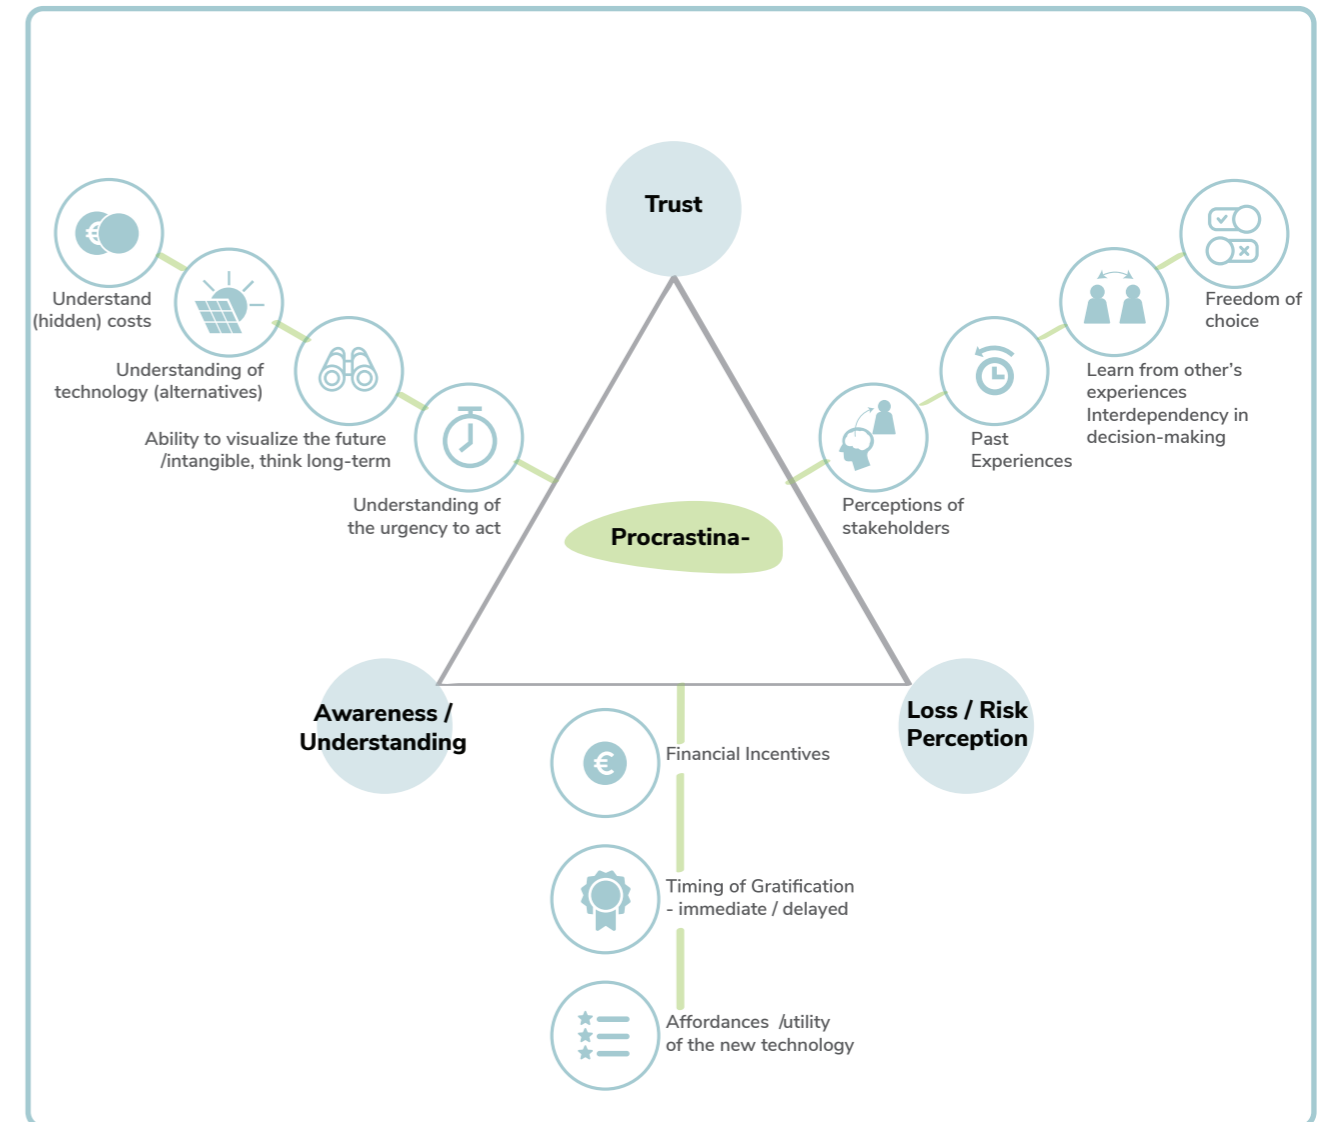 Trust
Understand
(hidden) costs
Understanding of
technology (alternatives)
Ability to visualize the future
/intangible, think long-term
Understanding of
the urgency to act
Freedom of
choice
Learn from other's
experiences
Interdependency in
decision-making
Past
Experiences
Perceptions of
stakeholders
Procrastina-
Awareness /
Understanding
Loss / Risk
Perception
€
Financial Incentives
Timing of Gratification
- immediate / delayed
Affordances /utility
of the new technology